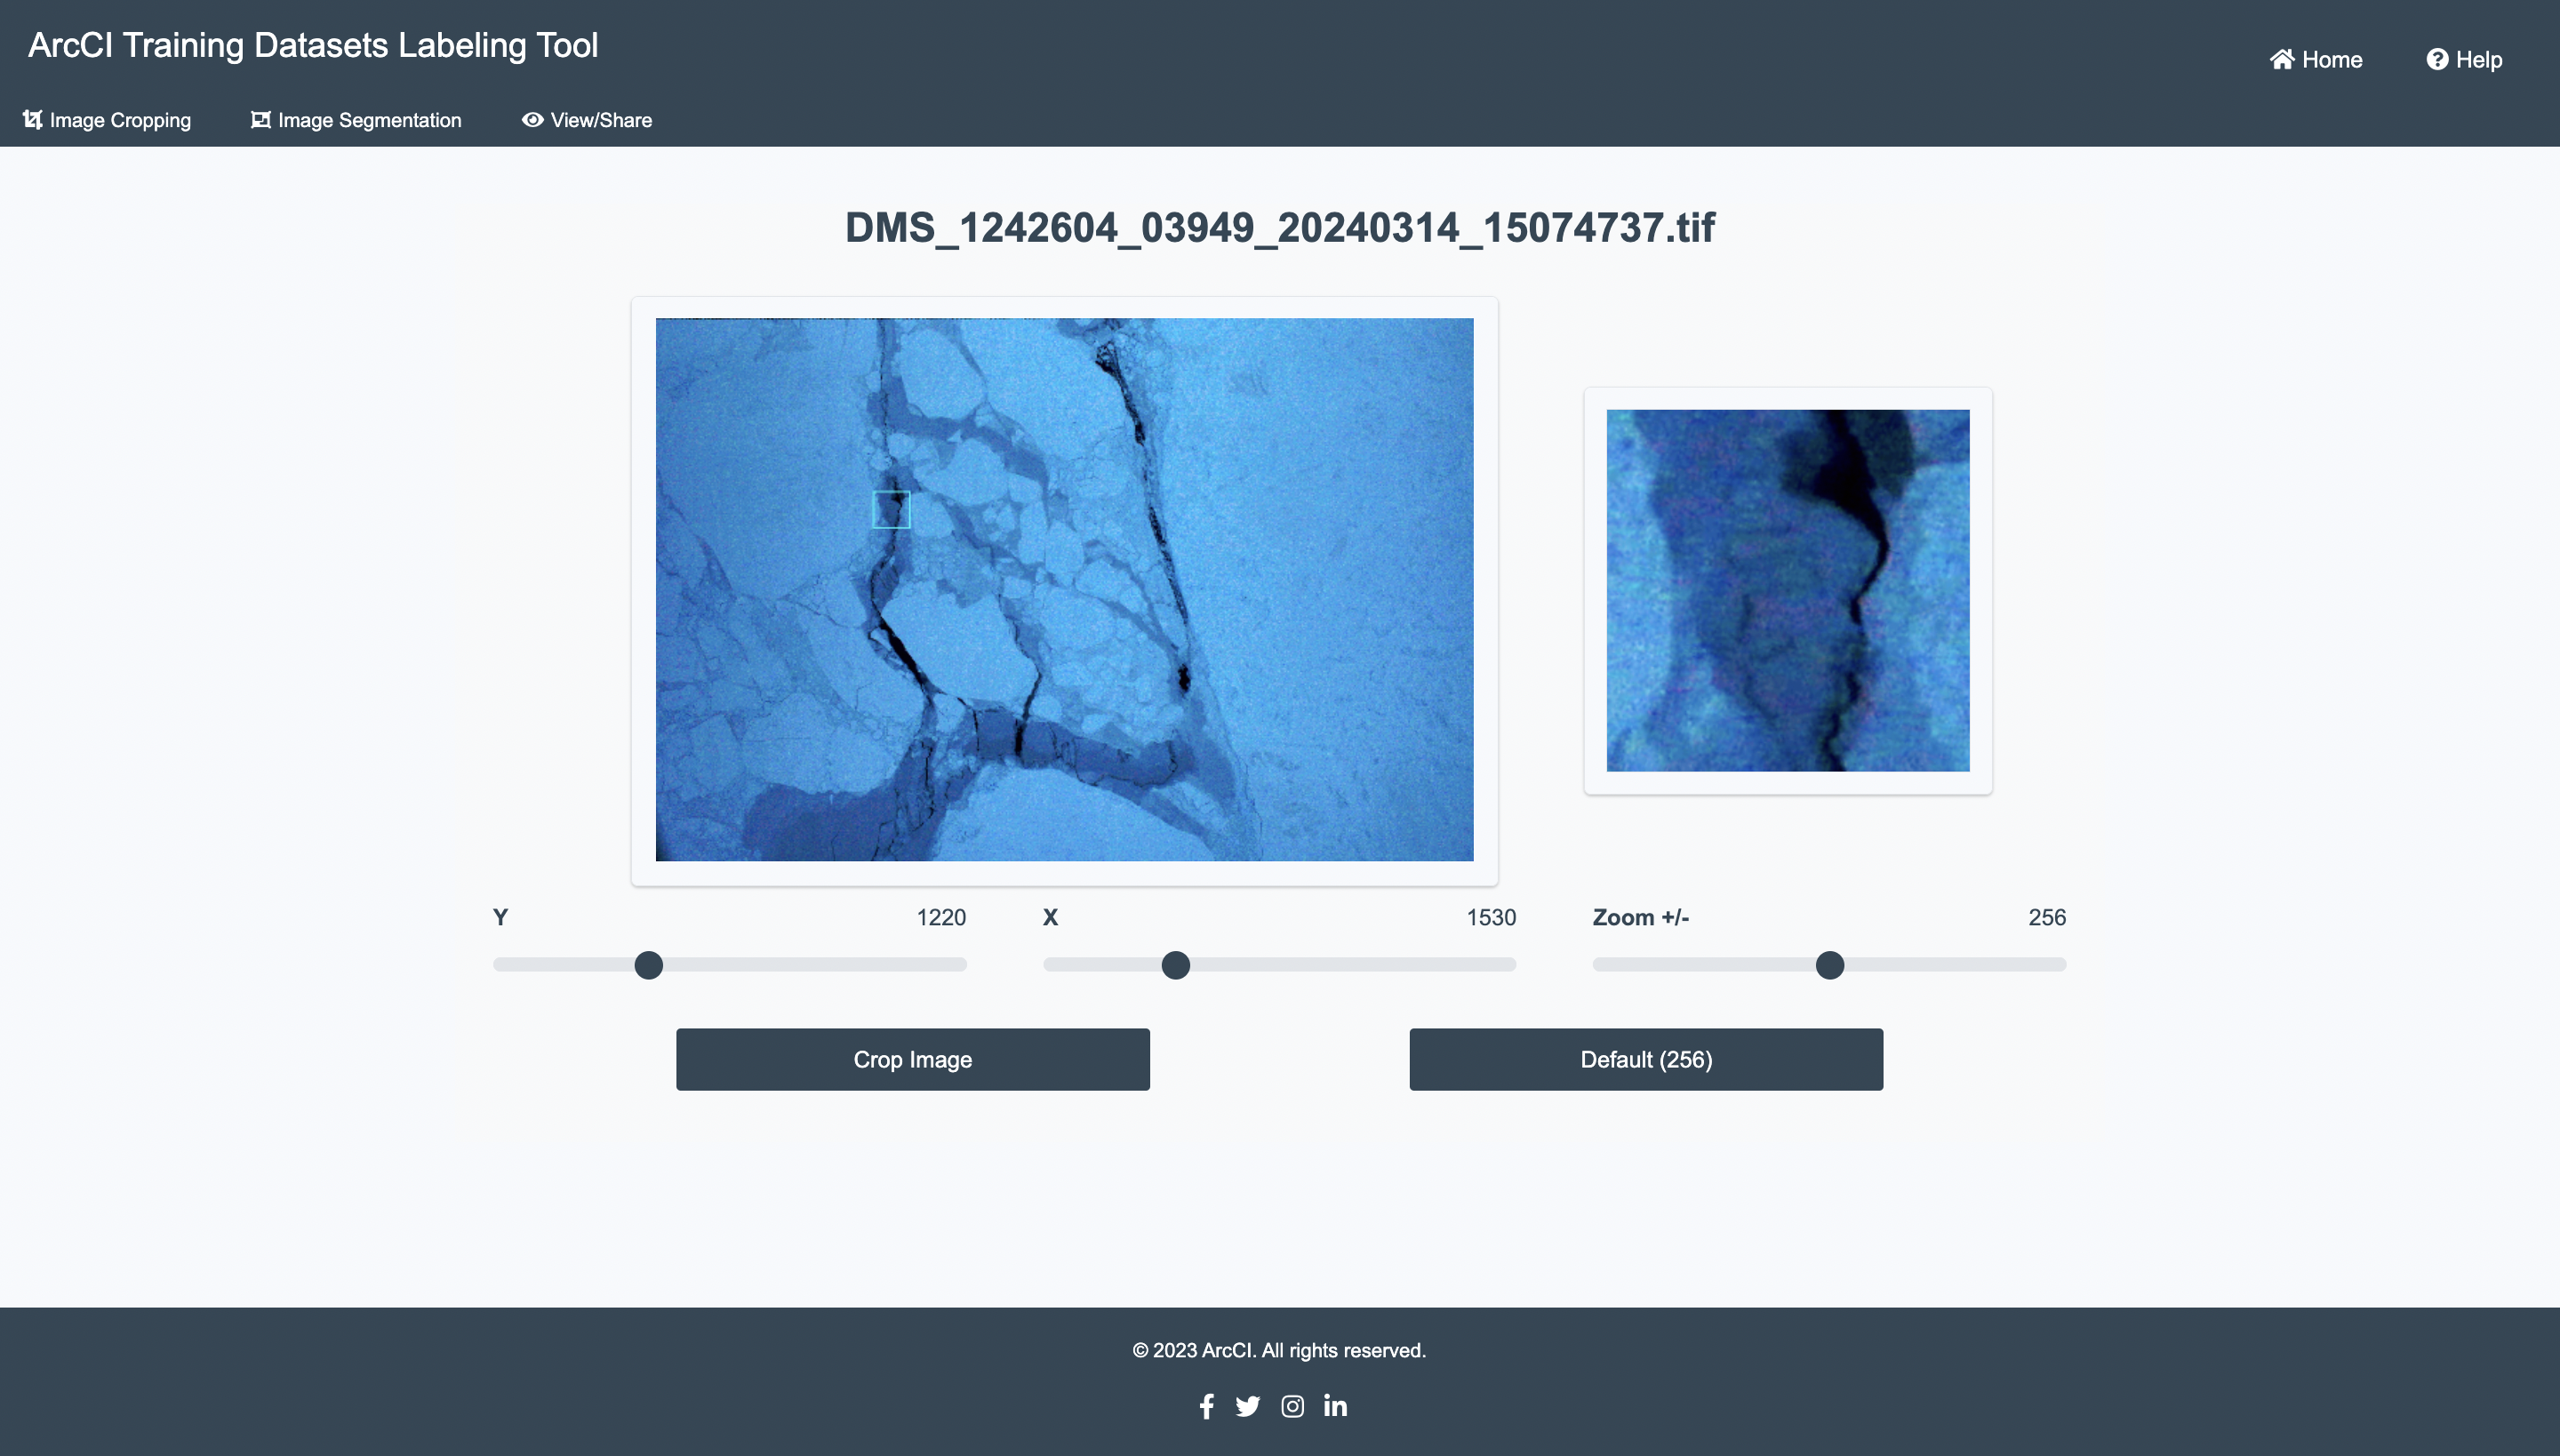 ArcCI Training Datasets Labeling Tool
Home
Help
Image Cropping
Image Segmentation
View/Share
DMS_1242604_03949_20240314_15074737.tif
Y 1220
X 1530
Zoom +/- 256
Crop Image
Default (256)
© 2023 ArcCI. All rights reserved.